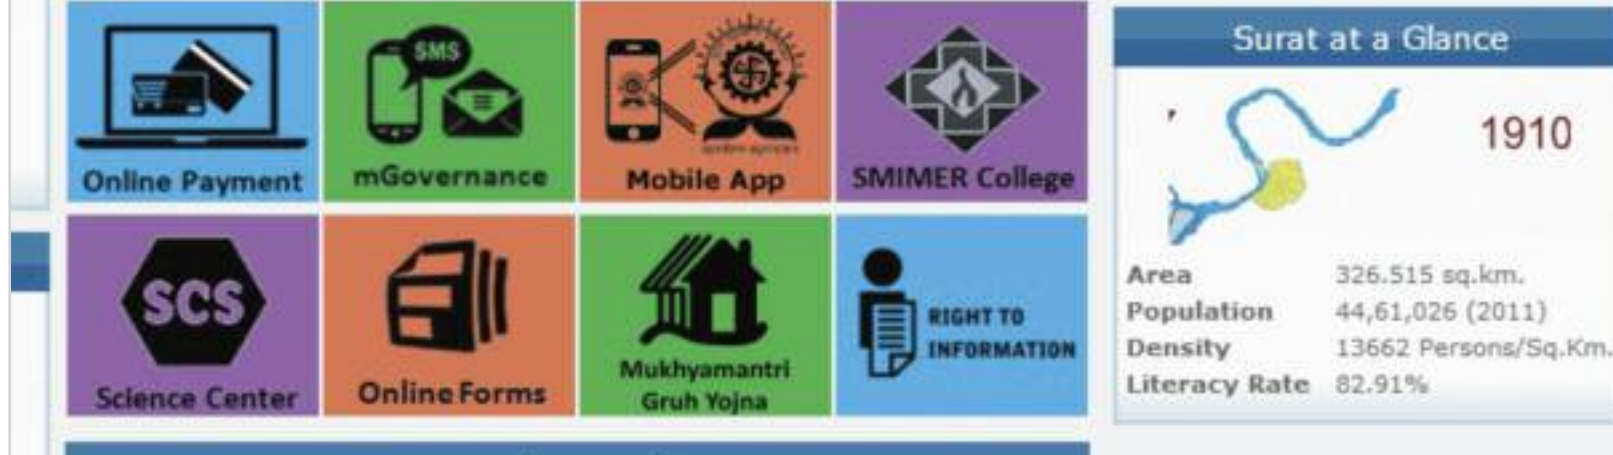 SMS
Online Payment
mGovernance
Mobile App
SMIMER College
SCS
Science Center
Online Forms
Mukhyamantri
Gruh Yojna
RIGHT TO
INFORMATION
Surat at a Glance
1910
Area 326.515 sq.km.
Population 44,61,026 (2011)
Density 13662 Persons/Sq.Km.
Literacy Rate 82.91%